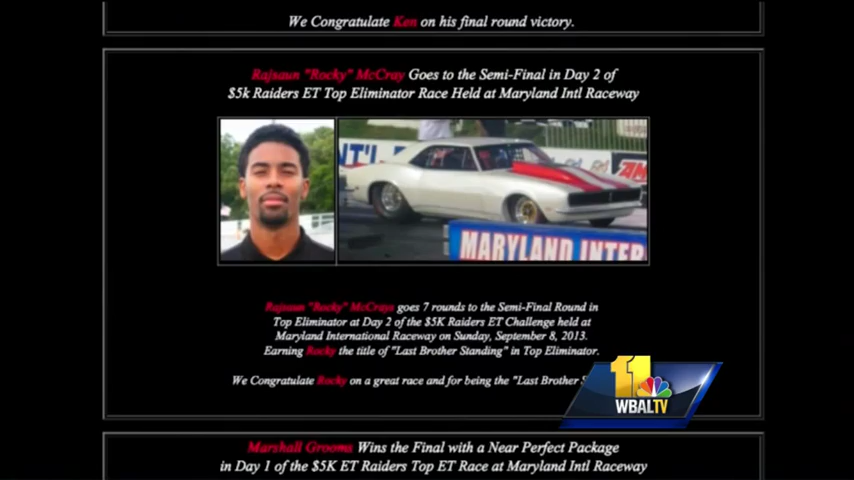 We Congratulate Ken on his final round victory.
Rajsaun "Rocky" McCray Goes to the Semi-Final in Day 2 of
$5k Raiders ET Top Eliminator Race Held at Maryland Intl Raceway
NT'L
MARYLAND INTER
Rajsaun "Rocky" McCrays goes 7 rounds to the Semi-Final Round in
Top Eliminator at Day 2 of the $5K Raiders ET Challenge held at
Maryland International Raceway on Sunday, September 8, 2013.
Earning Rocky the title of "Last Brother Standing" in Top Eliminator.
We Congratulate Rocky on a great race and for being the "Last Brother S
11
WBALTV
Marshall Grooms Wins the Final with a Near Perfect Package
in Day 1 of the $5K ET Raiders Top ET Race at Maryland Intl Raceway